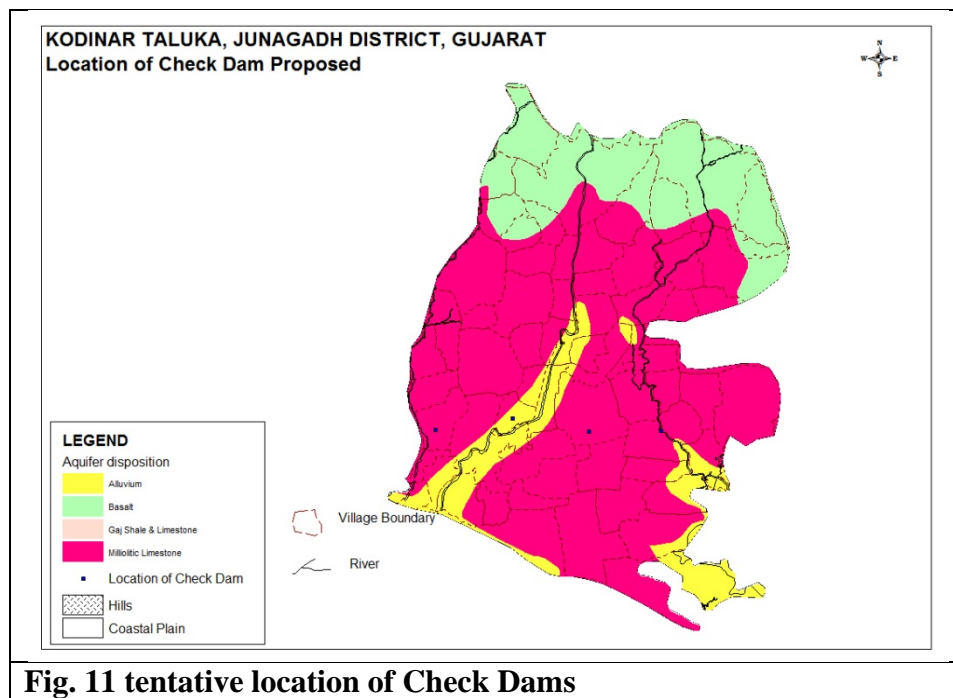 KODINAR TALUKA, JUNAGADH DISTRICT, GUJARAT
Location of Check Dam Proposed
N
W E
S
LEGEND
Aquifer disposition
Alluvium
Basalt
Gaj Shale & Limestone
Milliolitic Limestone
Location of Check Dam
Hills
Coastal Plain
Village Boundary
River
Fig. 11 tentative location of Check Dams